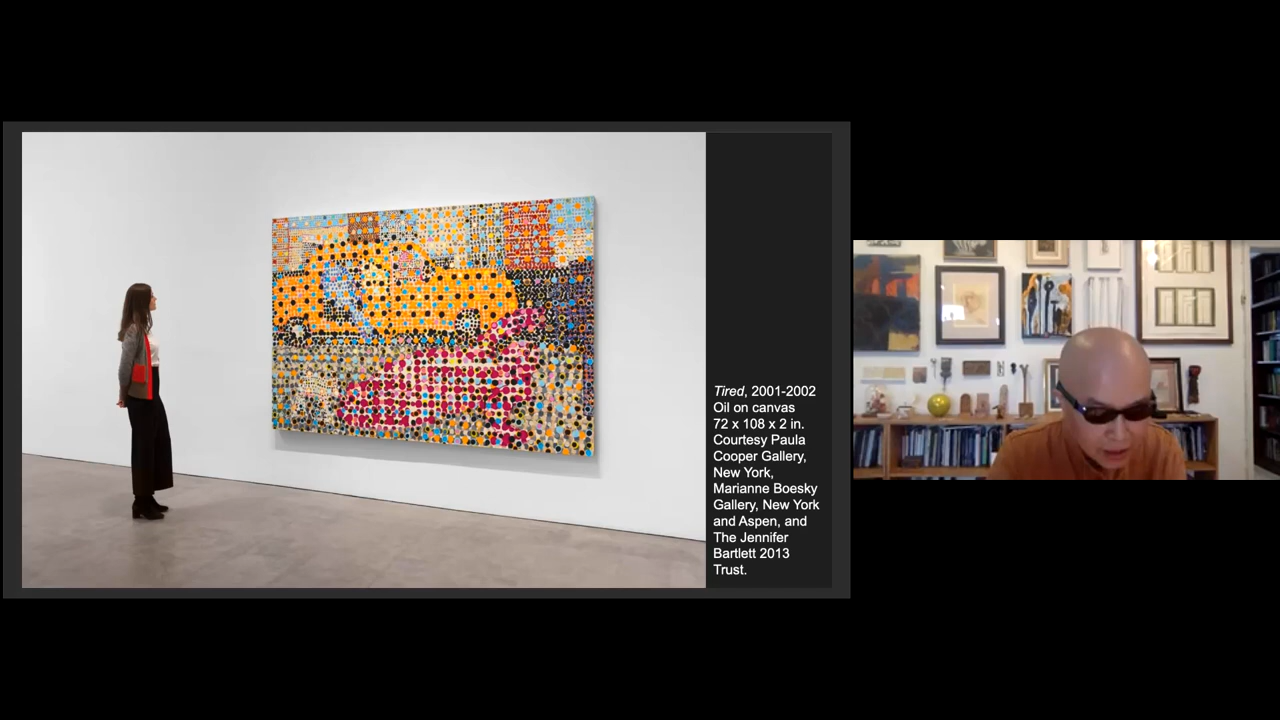 Tired, 2001-2002
Oil on canvas
72 x 108 x 2 in.
Courtesy Paula
Cooper Gallery,
New York,
Marianne Boesky
Gallery, New York
and Aspen, and
The Jennifer
Bartlett 2013
Trust.